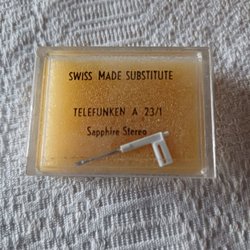 SWISS MADE SUBSTITUTE
TELEFUNKEN A 23/1
Sapphire Stereo